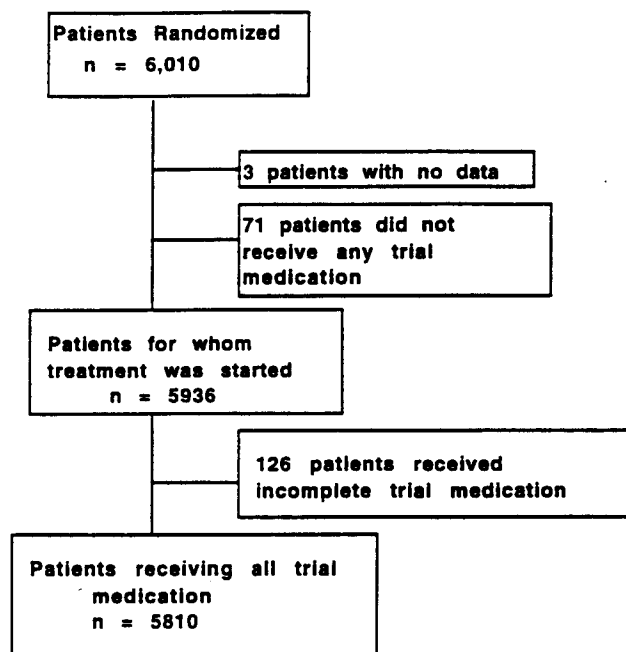 Patients Randomized
n = 6,010
3 patients with no data
71 patients did not
receive any trial
medication
Patients for whom
treatment was started
n = 5936
126 patients received
incomplete trial medication
Patients receiving all trial
medication
n = 5810